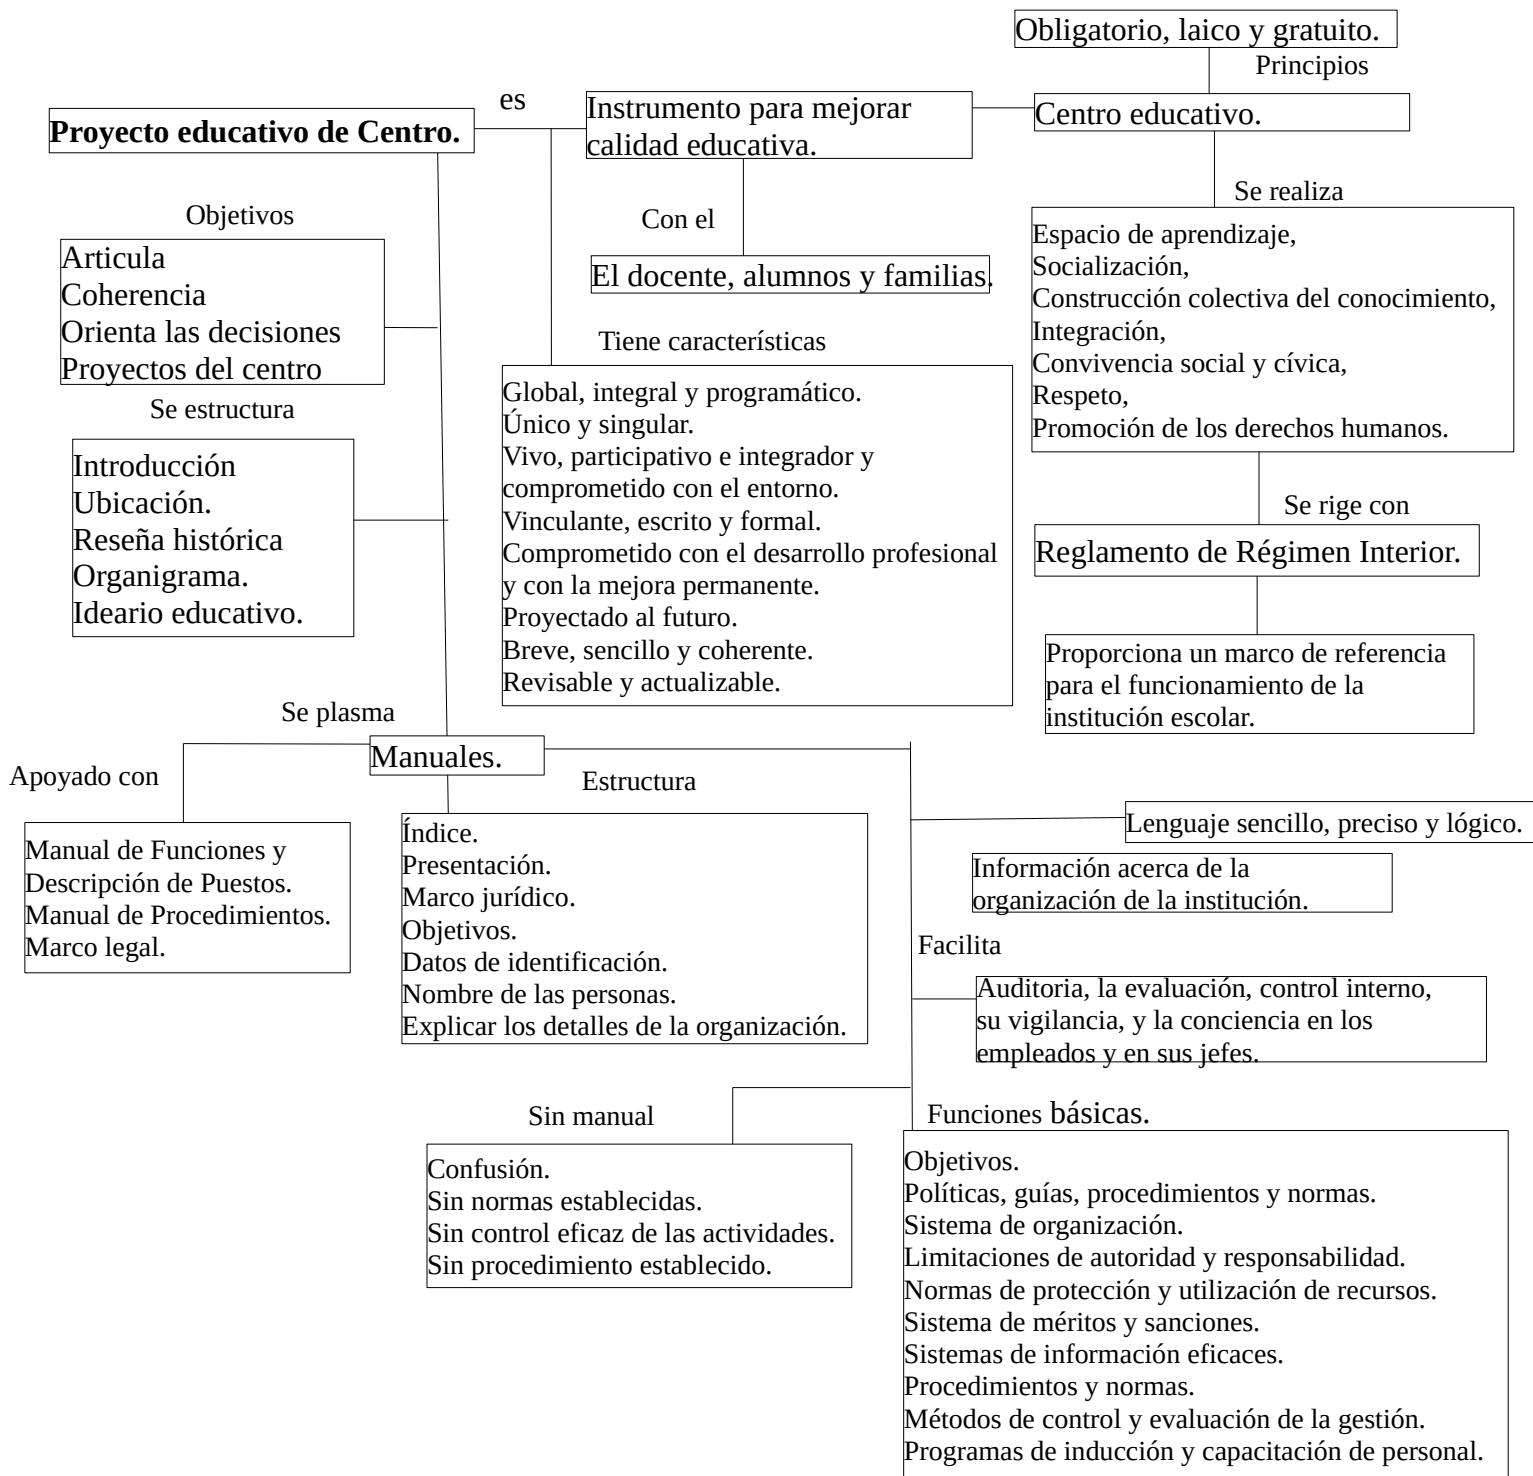 Obligatorio, laico y gratuito.
Principios
es
Proyecto educativo de Centro.
Instrumento para mejorar
calidad educativa.
Centro educativo.
Se realiza
Objetivos
Con el
Articula
Coherencia
Orienta las decisiones
Proyectos del centro
El docente, alumnos y familias.
Espacio de aprendizaje,
Socialización,
Construcción colectiva del conocimiento,
Integración,
Convivencia social y cívica,
Respeto,
Promoción de los derechos humanos.
Tiene características
Se estructura
Introducción
Ubicación.
Reseña histórica
Organigrama.
Ideario educativo.
Global, integral y programático.
Único y singular.
Vivo, participativo e integrador y
comprometido con el entorno.
Vinculante, escrito y formal.
Comprometido con el desarrollo profesional
y con la mejora permanente.
Proyectado al futuro.
Breve, sencillo y coherente.
Revisable y actualizable.
Se rige con
Reglamento de Régimen Interior.
Proporciona un marco de referencia
para el funcionamiento de la
institución escolar.
Se plasma
Manuales.
Apoyado con
Estructura
Manual de Funciones y
Descripción de Puestos.
Manual de Procedimientos.
Marco legal.
Índice.
Presentación.
Marco jurídico.
Objetivos.
Datos de identificación.
Nombre de las personas.
Explicar los detalles de la organización.
Lenguaje sencillo, preciso y lógico.
Información acerca de la
organización de la institución.
Facilita
Auditoria, la evaluación, control interno,
su vigilancia, y la conciencia en los
empleados y en sus jefes.
Sin manual
Confusión.
Sin normas establecidas.
Sin control eficaz de las actividades.
Sin procedimiento establecido.
Funciones básicas.
Objetivos.
Políticas, guías, procedimientos y normas.
Sistema de organización.
Limitaciones de autoridad y responsabilidad.
Normas de protección y utilización de recursos.
Sistema de méritos y sanciones.
Sistemas de información eficaces.
Procedimientos y normas.
Métodos de control y evaluación de la gestión.
Programas de inducción y capacitación de personal.